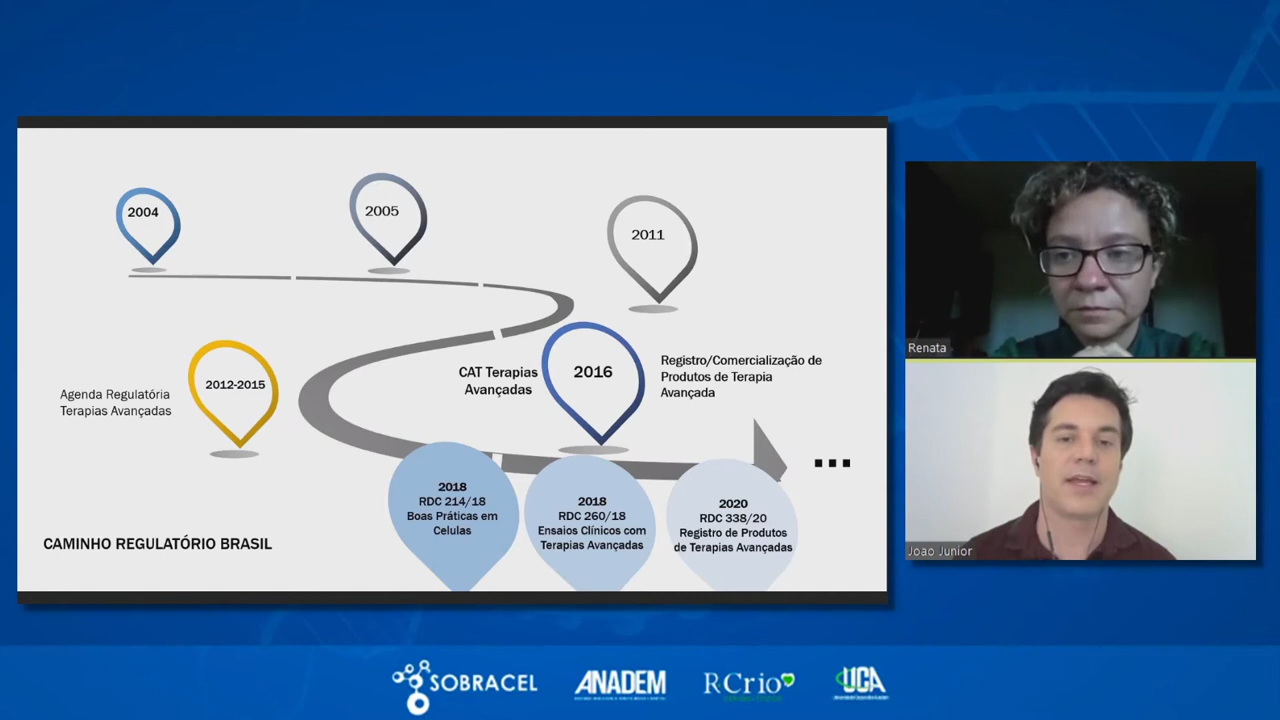 2004
2005
2011
2012-2015
Agenda Regulatória
Terapias Avançadas
CAT Terapias
Avançadas
2016
Registro/Comercialização de
Produtos de Terapia
Avançada
2018
RDC 214/18
Boas Práticas em
Celulas
2018
RDC 260/18
Ensaios Clínicos com
Terapias Avançadas
2020
RDC 338/20
Registro de Produtos
de Terapias Avançadas
...
CAMINHO REGULATÓRIO BRASIL
Renata
Joao Junior
SOBRACEL
ANADEM
RCrio
UCA